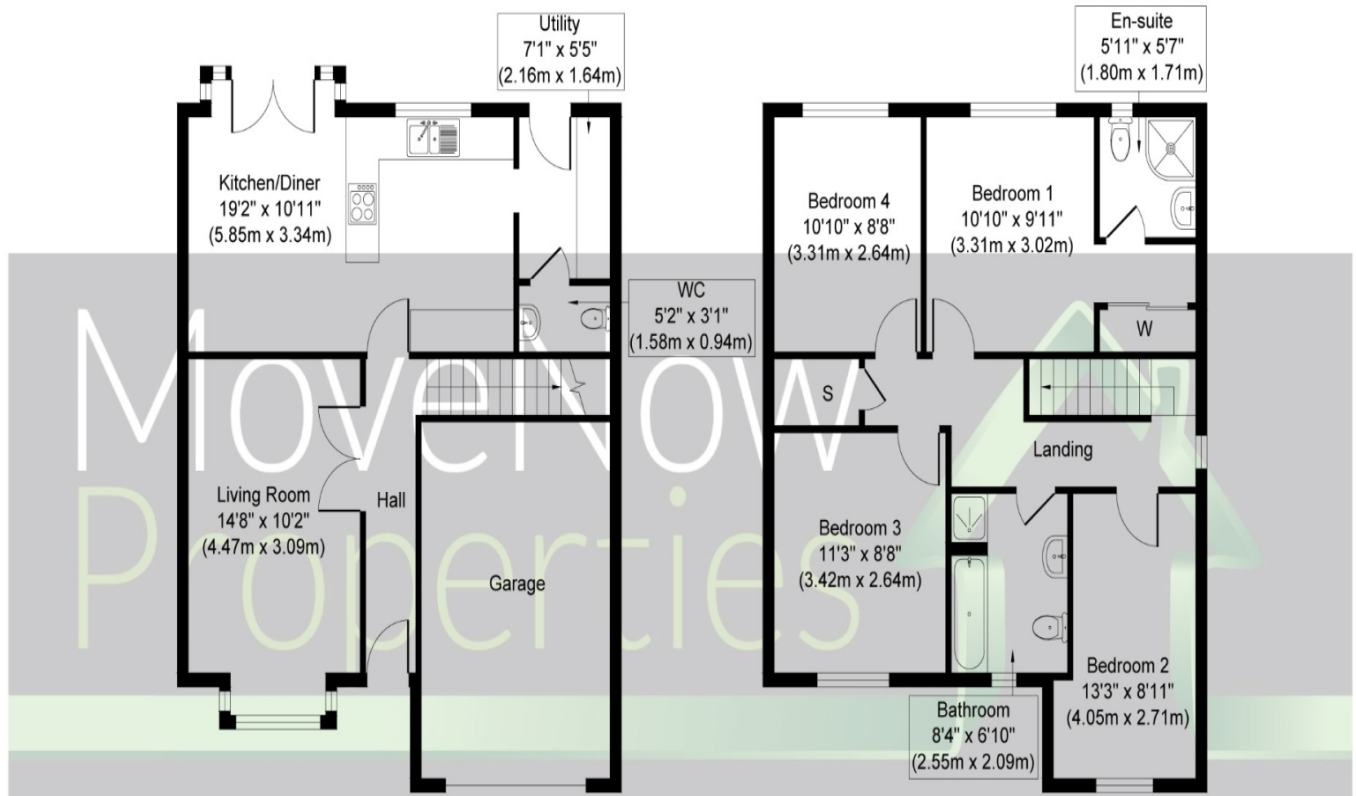 Utility
7'1" x 5'5"
(2.16m x 1.64m)
En-suite
5'11" x 5'7"
(1.80m x 1.71m)
Kitchen/Diner
19'2" x 10'11"
(5.85m x 3.34m)
Bedroom 4
10'10" x 8'8"
(3.31m x 2.64m)
Bedroom 1
10'10" x 9'11"
(3.31m x 3.02m)
WC
5'2" x 3'1"
(1.58m x 0.94m)
W
S
MoveNow
Properties
Landing
Living Room
14'8" x 10'2"
(4.47m x 3.09m)
Hall
Garage
Bedroom 3
11'3" x 8'8"
(3.42m x 2.64m)
Bedroom 2
13'3" x 8'11"
(4.05m x 2.71m)
Bathroom
8'4" x 6'10"
(2.55m x 2.09m)